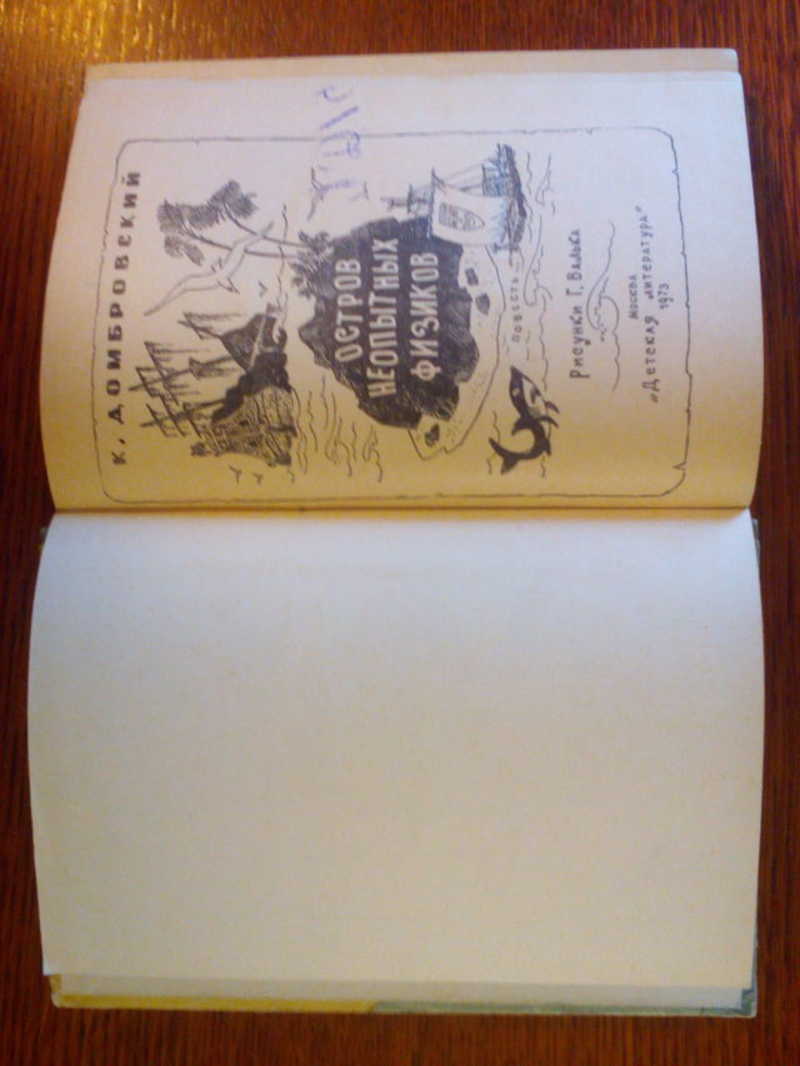 К. ДОМБРОВСКИЙ
ОСТРОВ
НЕОПЫТНЫХ
ФИЗИКОВ
ПОВЕСТЬ
Рисунки Г. Валька
МОСКВА
„Детская литература"
1973